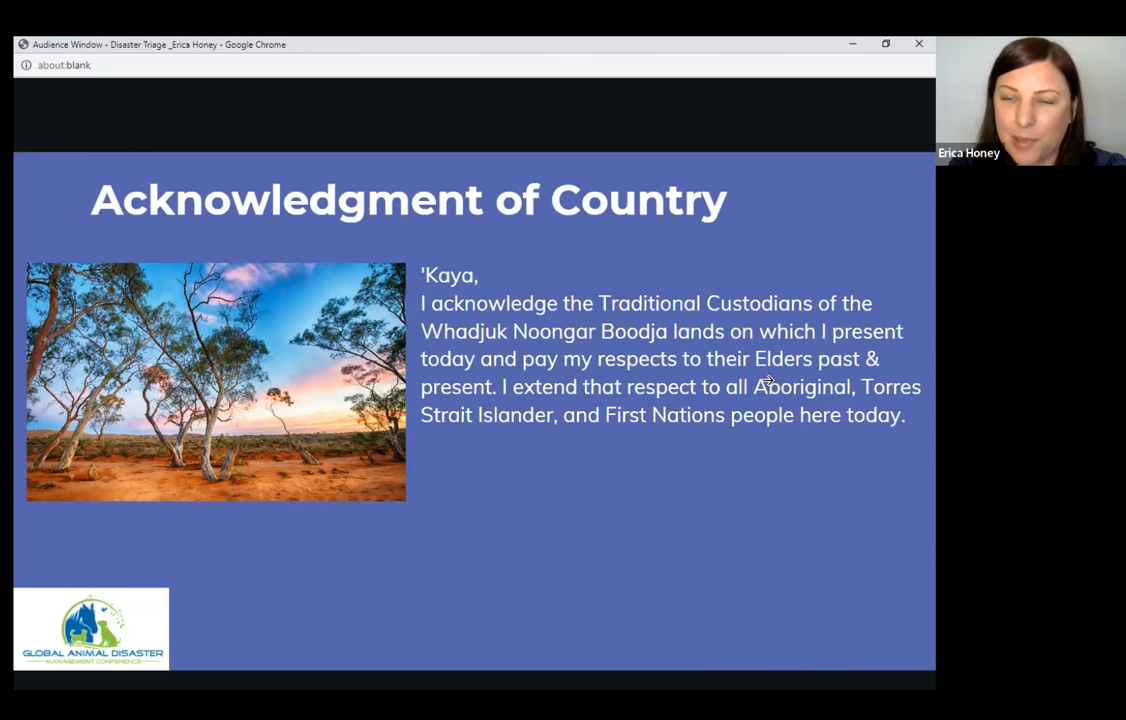 Audience Window - Disaster Triage _Erica Honey - Google Chrome
about:blank
Erica Honey
Acknowledgment of Country
'Kaya,
I acknowledge the Traditional Custodians of the
Whadjuk Noongar Boodja lands on which I present
today and pay my respects to their Elders past &
present. I extend that respect to all Aboriginal, Torres
Strait Islander, and First Nations people here today.
GLOBAL ANIMAL DISASTER
MANAGEMENT CONFERENCE